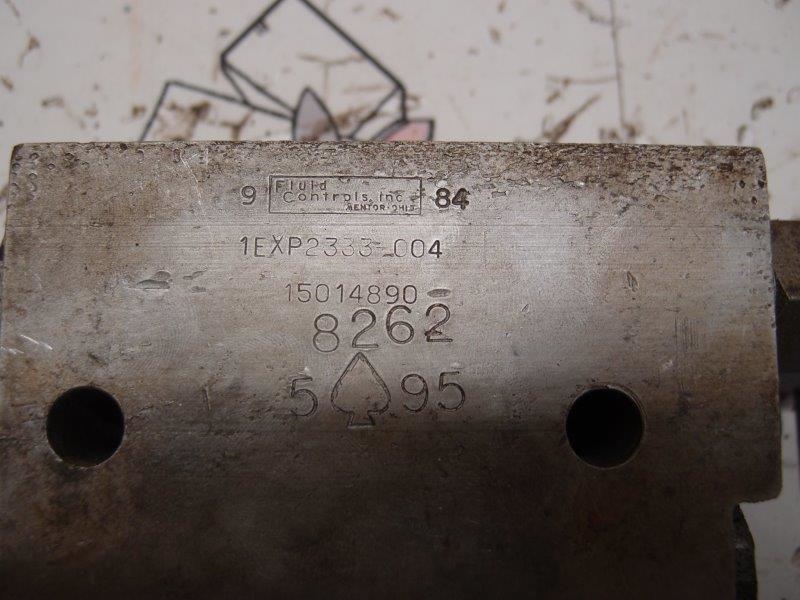 9 Fluid Controls, Inc MENTOR·OHIO 84
1EXP2333-004
15014890-
8262
5 95